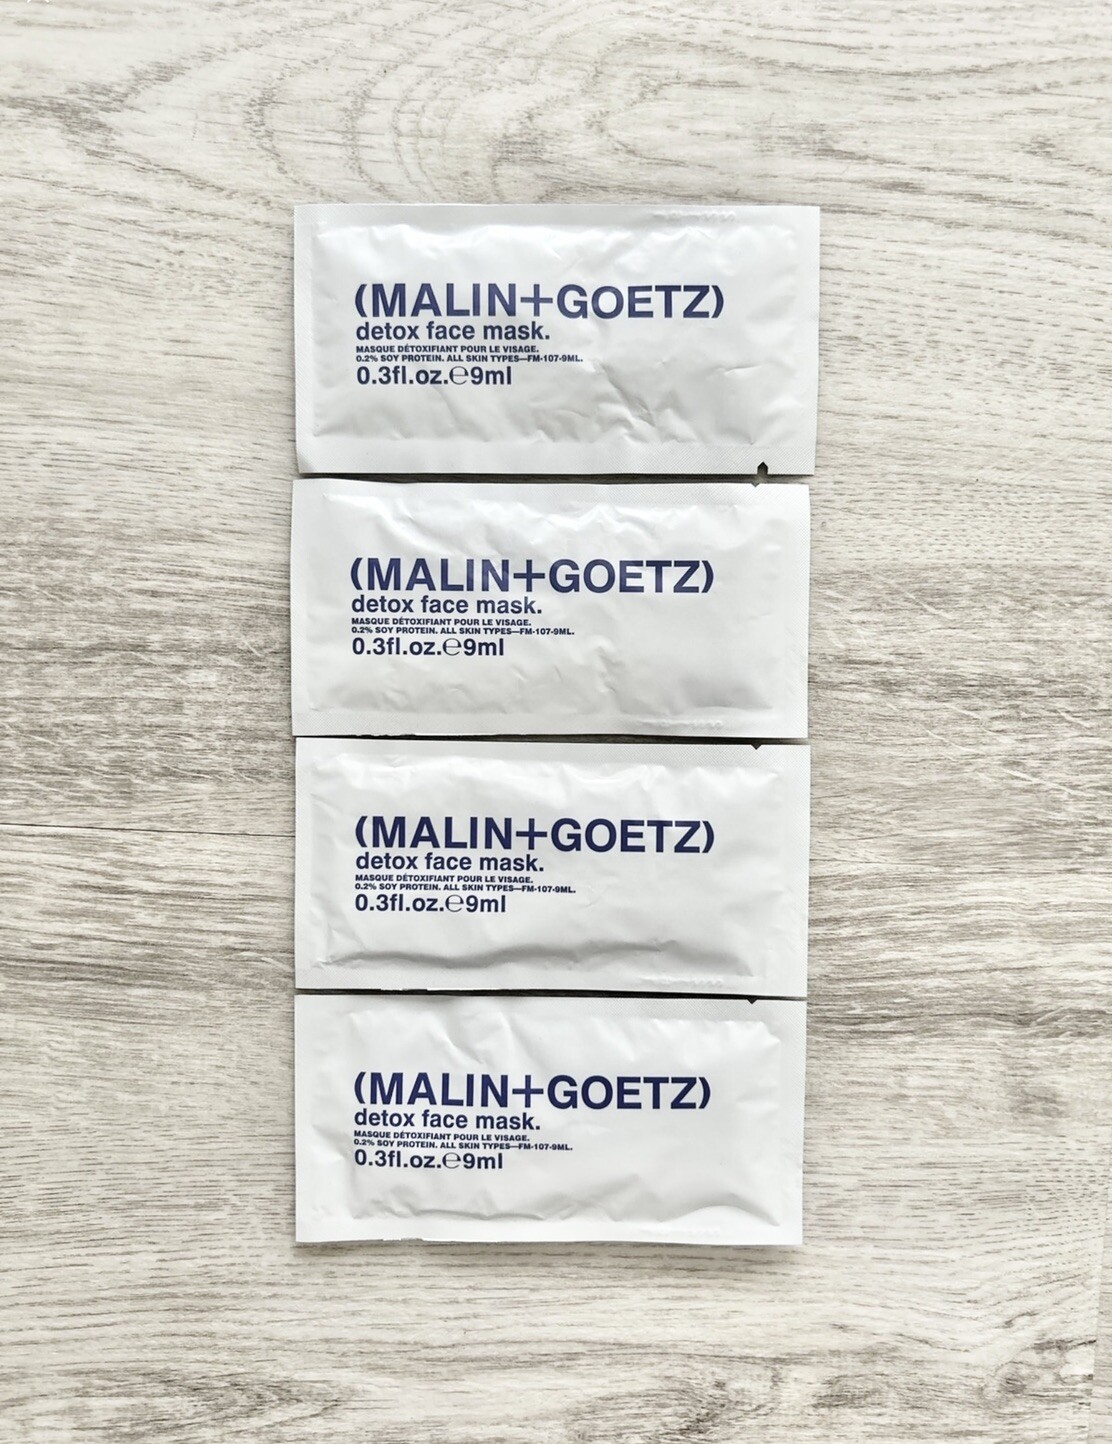 (MALIN+GOETZ)
detox face mask.
MASQUE DÉTOXIFIANT POUR LE VISAGE.
0.2% SOY PROTEIN. ALL SKIN TYPES—FM-107-9ML.
0.3fl.oz.℮9ml
(MALIN+GOETZ)
detox face mask.
MASQUE DÉTOXIFIANT POUR LE VISAGE.
0.2% SOY PROTEIN. ALL SKIN TYPES—FM-107-9ML.
0.3fl.oz.℮9ml
(MALIN+GOETZ)
detox face mask.
MASQUE DÉTOXIFIANT POUR LE VISAGE.
0.2% SOY PROTEIN. ALL SKIN TYPES—FM-107-9ML.
0.3fl.oz.℮9ml
(MALIN+GOETZ)
detox face mask.
MASQUE DÉTOXIFIANT POUR LE VISAGE.
0.2% SOY PROTEIN. ALL SKIN TYPES—FM-107-9ML.
0.3fl.oz.℮9ml